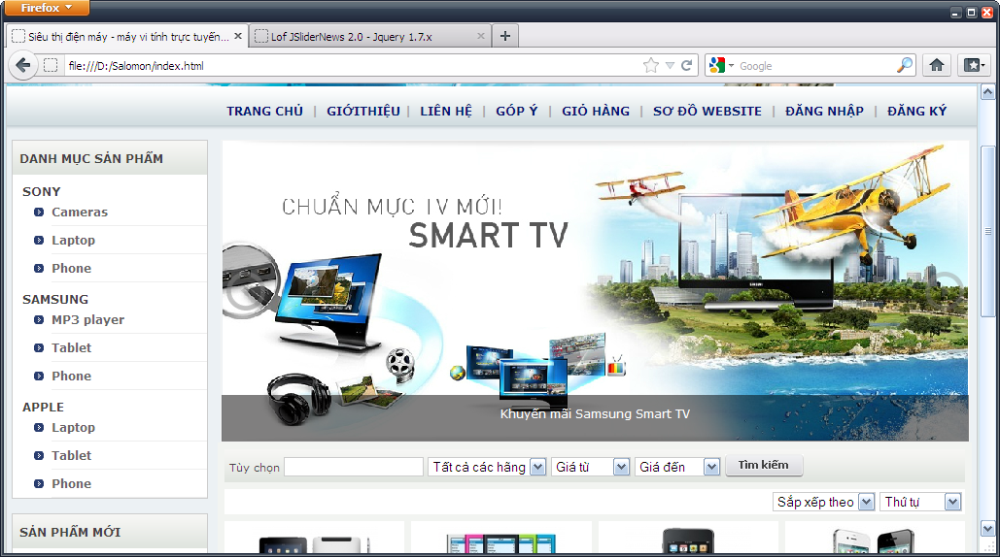 Firefox
Siêu thị điện máy - máy vi tính trực tuyến...
Lof JSliderNews 2.0 - Jquery 1.7.x
file:///D:/Salomon/index.html
Google
TRANG CHỦ | GIỚITHIỆU | LIÊN HỆ | GÓP Ý | GIỎ HÀNG | SƠ ĐỒ WEBSITE | ĐĂNG NHẬP | ĐĂNG KÝ
DANH MỤC SẢN PHẨM
SONY
Cameras
Laptop
Phone
SAMSUNG
MP3 player
Tablet
Phone
APPLE
Laptop
Tablet
Phone
SẢN PHẨM MỚI
CHUẨN MỰC TV MỚI!
SMART TV
Khuyến mãi Samsung Smart TV
Tùy chọn
Tất cả các hãng
Giá từ
Giá đến
Tìm kiếm
Sắp xếp theo
Thứ tự